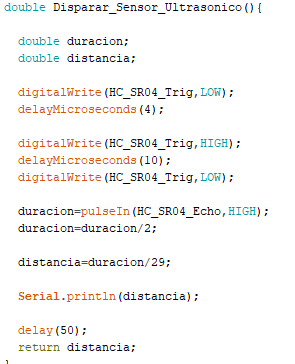 double Disparar_Sensor_Ultrasonico(){
double duracion;
double distancia;
digitalWrite(HC_SR04_Trig,LOW);
delayMicroseconds(4);
digitalWrite(HC_SR04_Trig,HIGH);
delayMicroseconds(10);
digitalWrite(HC_SR04_Trig,LOW);
duracion=pulseIn(HC_SR04_Echo,HIGH);
duracion=duracion/2;
distancia=duracion/29;
Serial.println(distancia);
delay(50);
return distancia;